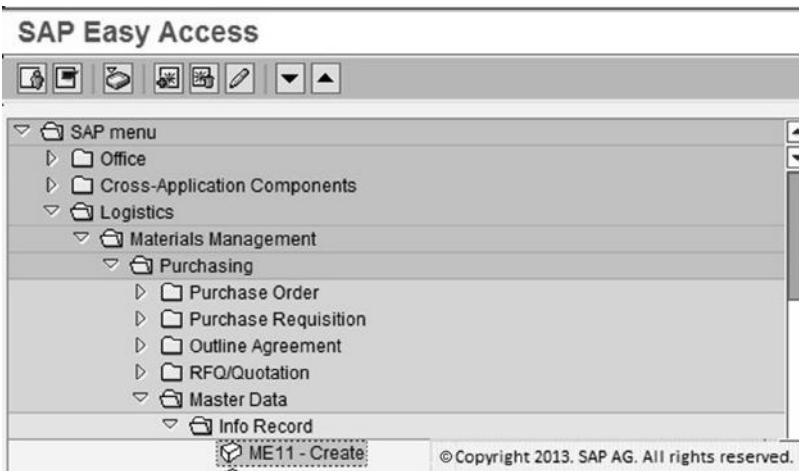 SAP Easy Access
SAP menu
Office
Cross-Application Components
Logistics
Materials Management
Purchasing
Purchase Order
Purchase Requisition
Outline Agreement
RFQ/Quotation
Master Data
Info Record
ME11 - Create
©Copyright 2013. SAP AG. All rights reserved.